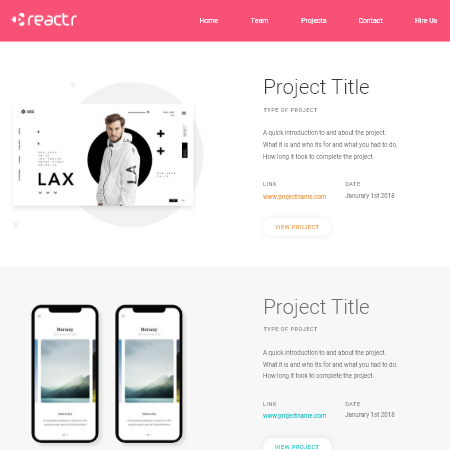 reactr
Home
Team
Projects
Contact
Hire Us
LAX
Project Title
TYPE OF PROJECT
A quick introduction to and about the project.
What it is and who its for and what you had to do.
How long it took to complete the project.
LINK
DATE
www.projectname.com
Janurary 1st 2018
VIEW PROJECT
Norway
Norway
Project Title
TYPE OF PROJECT
A quick introduction to and about the project.
What it is and who its for and what you had to do.
How long it took to complete the project.
LINK
DATE
www.projectname.com
Janurary 1st 2018
VIEW PROJECT